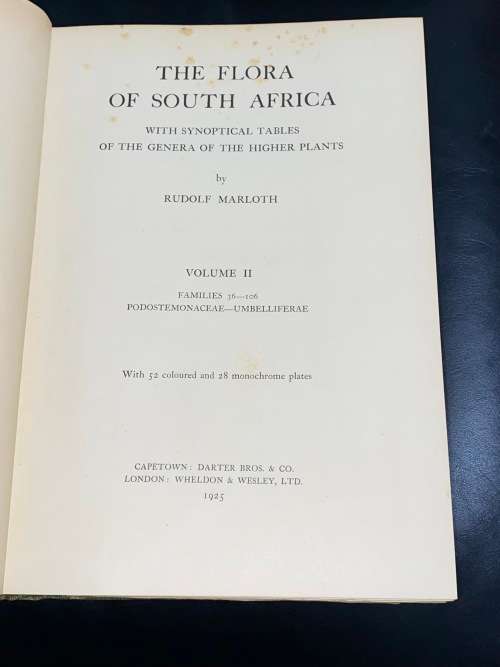 THE FLORA
OF SOUTH AFRICA
WITH SYNOPTICAL TABLES
OF THE GENERA OF THE HIGHER PLANTS
by
RUDOLF MARLOTH
VOLUME II
FAMILIES 36—106
PODOSTEMONACEAE—UMBELLIFERAE
With 52 coloured and 28 monochrome plates
CAPETOWN: DARTER BROS. & CO.
LONDON: WHELDON & WESLEY, LTD.
1925